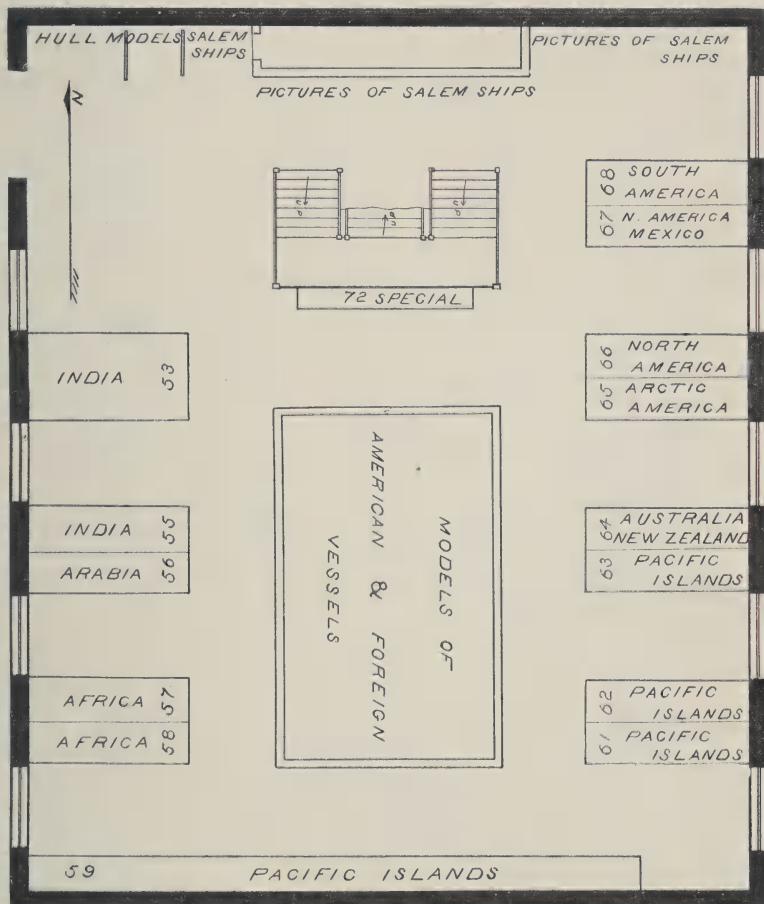 HULL MODELS SALEM
SHIPS
PICTURES OF SALEM
SHIPS
PICTURES OF SALEM SHIPS
N
UP
UP
UP
72 SPECIAL
INDIA 53
INDIA 55
ARABIA 56
AFRICA 57
AFRICA 58
MODELS OF
AMERICAN & FOREIGN
VESSELS
68 SOUTH
AMERICA
67 N. AMERICA
MEXICO
66 NORTH
AMERICA
65 ARCTIC
AMERICA
64 AUSTRALIA
NEW ZEALAND
63 PACIFIC
ISLANDS
62 PACIFIC
ISLANDS
61 PACIFIC
ISLANDS
59 PACIFIC ISLANDS